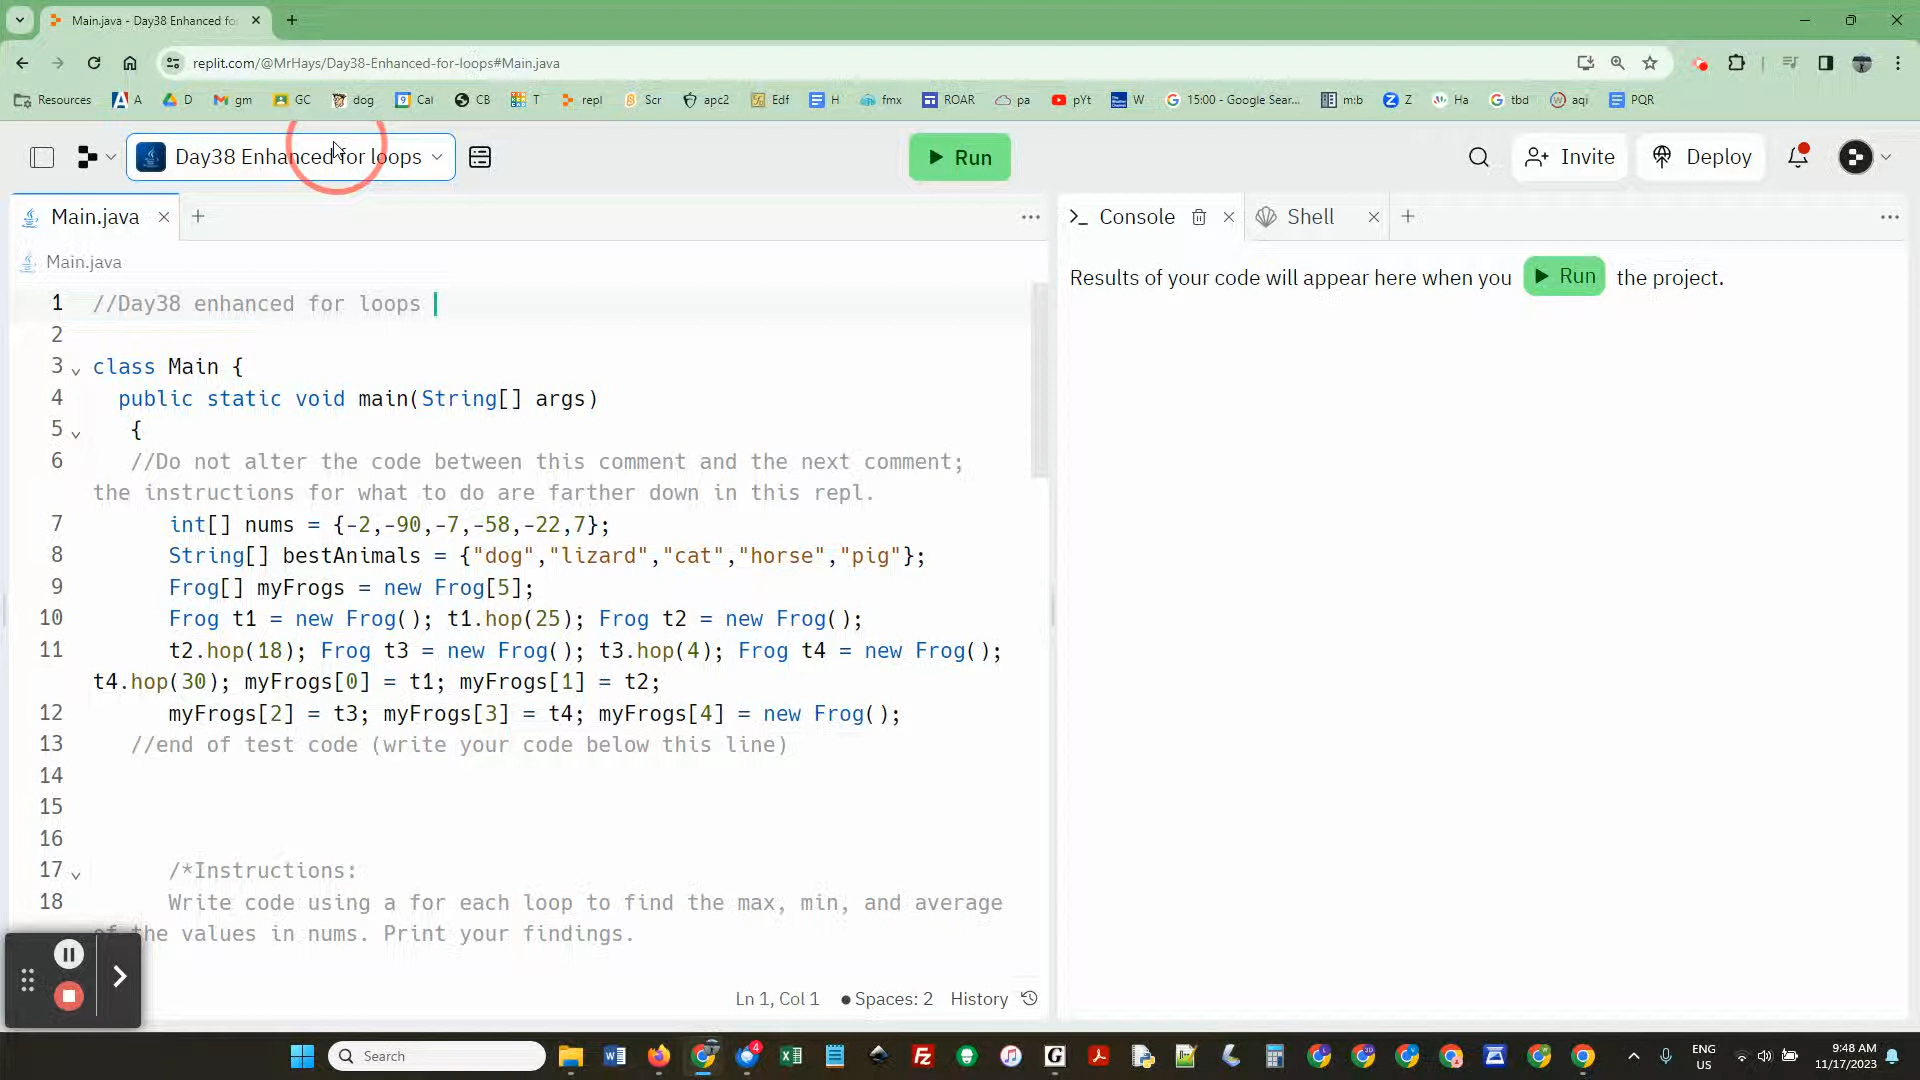 Main.java - Day38 Enhanced fo
replit.com/@MrHays/Day38-Enhanced-for-loops#Main.java
Resources A D gm GC dog Cal CB T repl Scr apc2 Edf H fmx ROAR pa pYt W 15:00 - Google Sear... m:b Z Ha tbd aqi PQR
Day38 Enhanced for loops
Run
Invite
Deploy
Main.java
Console
Shell
Main.java
Results of your code will appear here when you Run the project.
1 //Day38 enhanced for loops
2
3 class Main {
4 public static void main(String[] args)
5 {
6 //Do not alter the code between this comment and the next comment;
the instructions for what to do are farther down in this repl.
7 int[] nums = {-2,-90,-7,-58,-22,7};
8 String[] bestAnimals = {"dog","lizard","cat","horse","pig"};
9 Frog[] myFrogs = new Frog[5];
10 Frog t1 = new Frog(); t1.hop(25); Frog t2 = new Frog();
11 t2.hop(18); Frog t3 = new Frog(); t3.hop(4); Frog t4 = new Frog();
t4.hop(30); myFrogs[0] = t1; myFrogs[1] = t2;
12 myFrogs[2] = t3; myFrogs[3] = t4; myFrogs[4] = new Frog();
13 //end of test code (write your code below this line)
14
15
16
17 /*Instructions:
18 Write code using a for each loop to find the max, min, and average
of the values in nums. Print your findings.
Ln 1, Col 1 Spaces: 2 History
Search
4
ENG
US
9:48 AM
11/17/2023